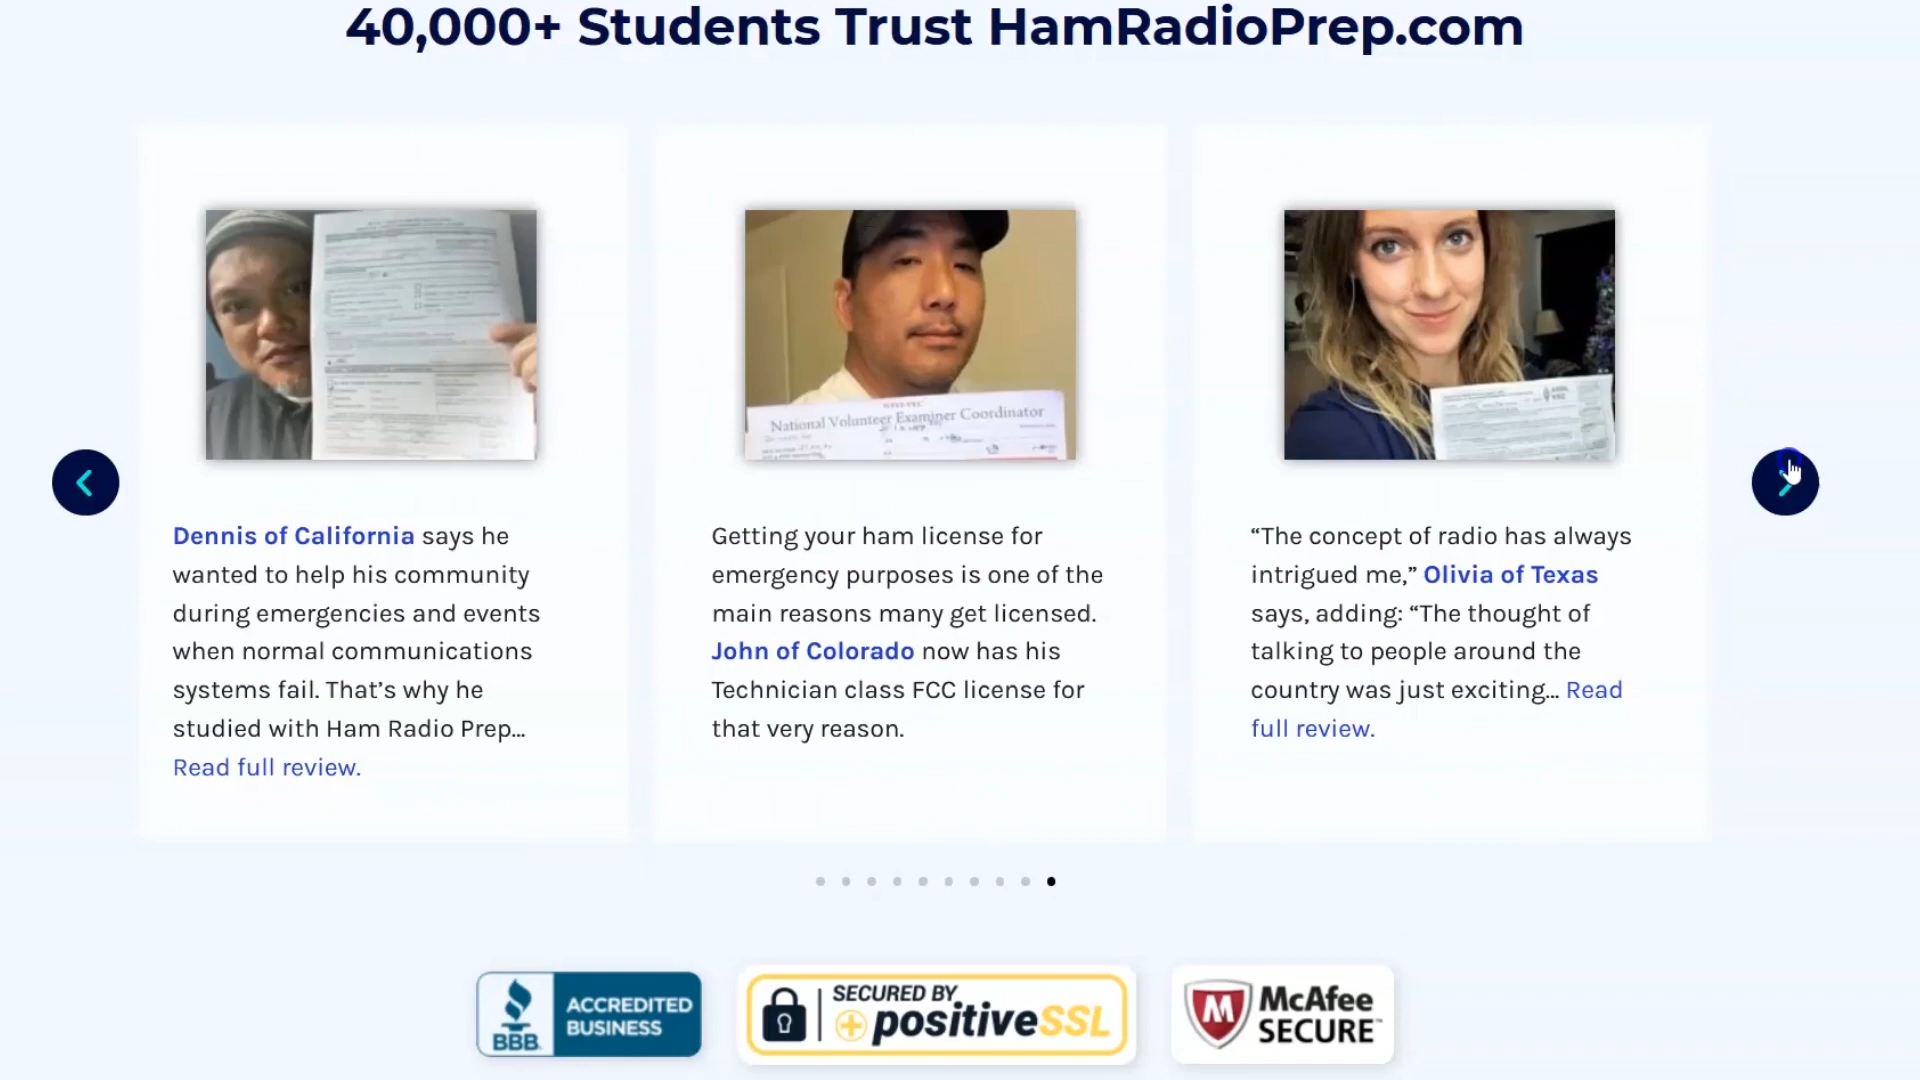 40,000+ Students Trust HamRadioPrep.com
National Volunteer Examiner Coordinator
Dennis of California says he
wanted to help his community
during emergencies and events
when normal communications
systems fail. That’s why he
studied with Ham Radio Prep...
Read full review.
Getting your ham license for
emergency purposes is one of the
main reasons many get licensed.
John of Colorado now has his
Technician class FCC license for
that very reason.
“The concept of radio has always
intrigued me,” Olivia of Texas
says, adding: “The thought of
talking to people around the
country was just exciting... Read
full review.
BBB
ACCREDITED
BUSINESS
SECURED BY
positiveSSL
McAfee
SECURE™